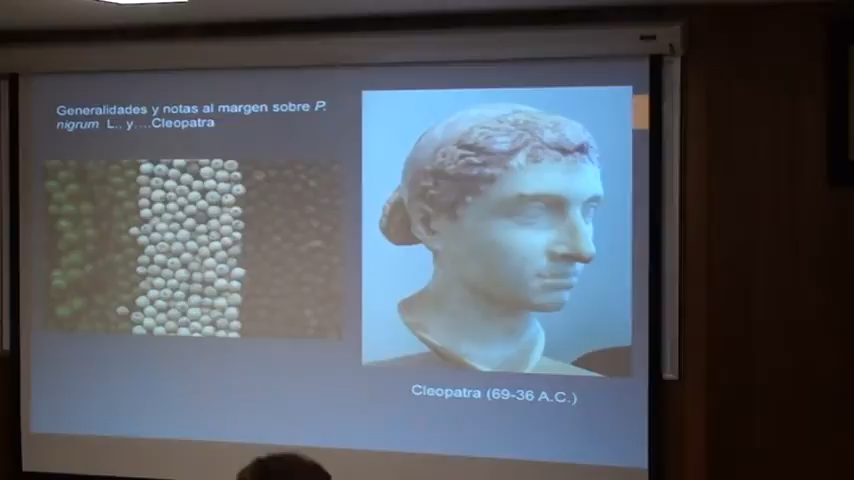 Generalidades y notas al margen sobre P.
nigrum L., y....Cleopatra
Cleopatra (69-36 A.C.)